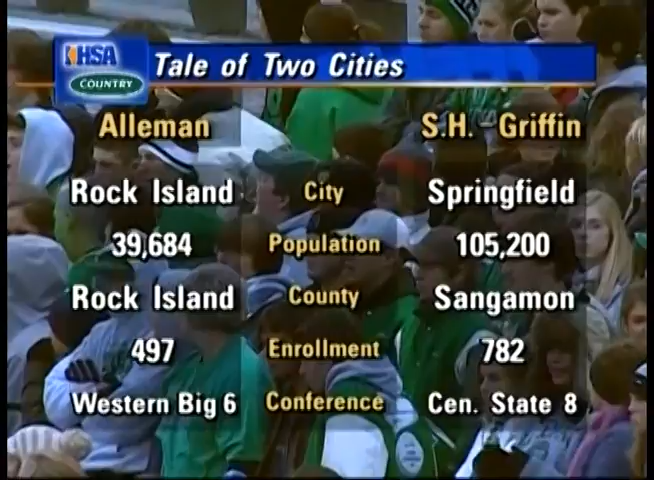 IHSA
COUNTRY
Tale of Two Cities
Alleman S.H. Griffin
Rock Island City Springfield
39,684 Population 105,200
Rock Island County Sangamon
497 Enrollment 782
Western Big 6 Conference Cen. State 8